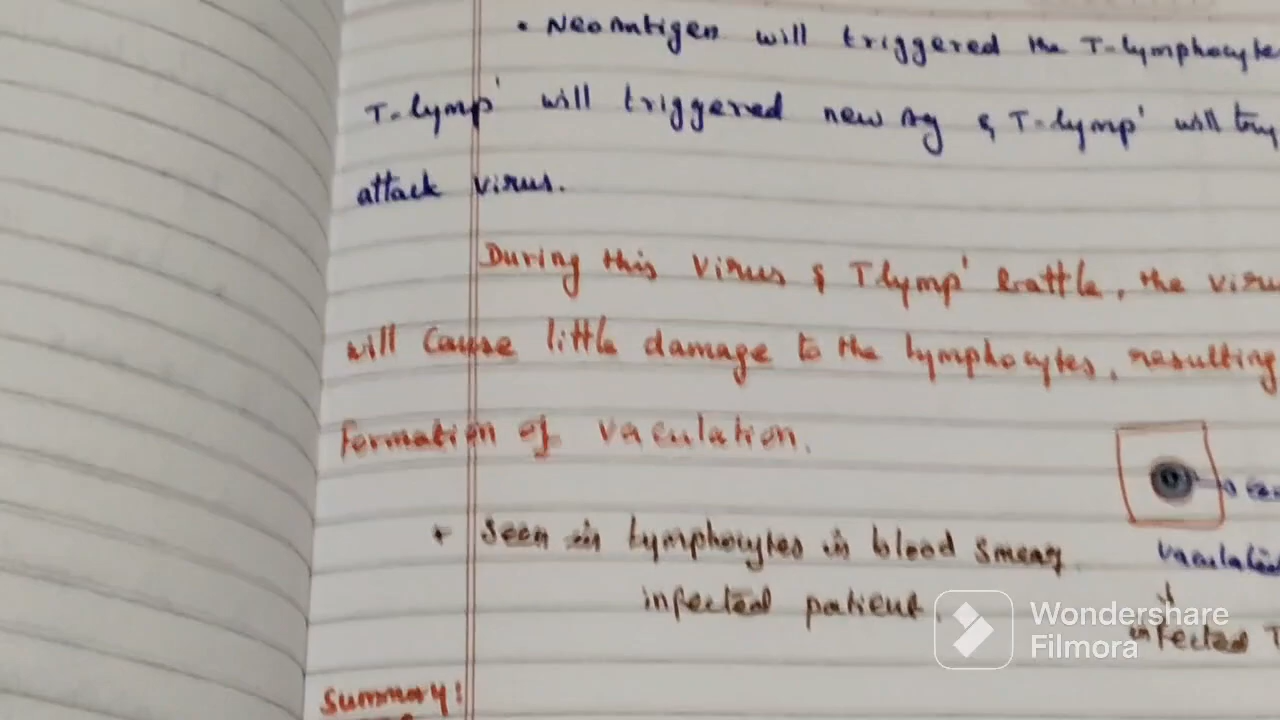 • Neoantigen will triggered the T-lymphocyte
T-lymp' will triggered new Ag & T-lymp' will try
attack virus.
During this virus & T lymp' battle, the viru
will cause little damage to the lymphocytes, resulting
formation of vaculation.
+ seen in lymphocytes in blood smear
vaculated
infected patient.
infected T
Summary:
Wondershare
Filmora